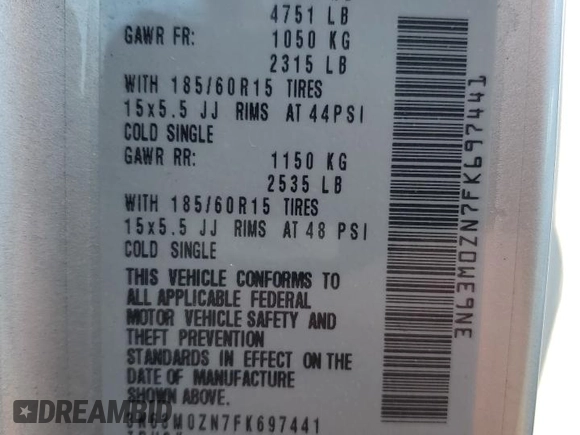 4751 LB
GAWR FR: 1050 KG
2315 LB
WITH 185/60R15 TIRES
15x5.5 JJ RIMS AT 44PSI
COLD SINGLE
GAWR RR: 1150 KG
2535 LB
WITH 185/60R15 TIRES
15x5.5 JJ RIMS AT 48 PSI
COLD SINGLE
THIS VEHICLE CONFORMS TO
ALL APPLICABLE FEDERAL
MOTOR VEHICLE SAFETY AND
THEFT PREVENTION
STANDARDS IN EFFECT ON THE
DATE OF MANUFACTURE
SHOWN ABOVE.
3N63M0ZN7FK697441
3N63M0ZN7FK697441
DREAMBID